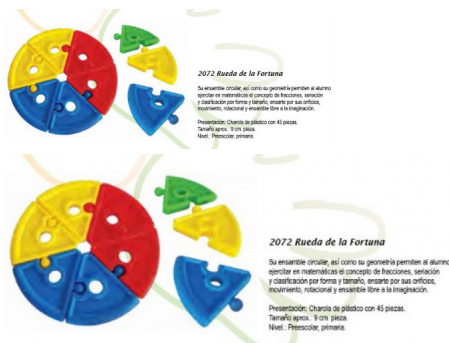 2072 Rueda de la Fortuna
Su ensamble circular, así como su geometría permiten al alumno
ejercitar en matemáticas el concepto de fracciones, seriación
y clasificación por forma y tamaño, ensarte por sus orificios,
movimiento, rotacional y ensamble libre a la imaginación.
Presentación: Charola de plástico con 45 piezas.
Tamaño aprox.: 9 cm. pieza.
Nivel.: Preescolar, primaria.
2072 Rueda de la Fortuna
Su ensamble circular, así como su geometría permiten al alumno
ejercitar en matemáticas el concepto de fracciones, seriación
y clasificación por forma y tamaño, ensarte por sus orificios,
movimiento, rotacional y ensamble libre a la imaginación.
Presentación: Charola de plástico con 45 piezas.
Tamaño aprox.: 9 cm. pieza.
Nivel.: Preescolar, primaria.